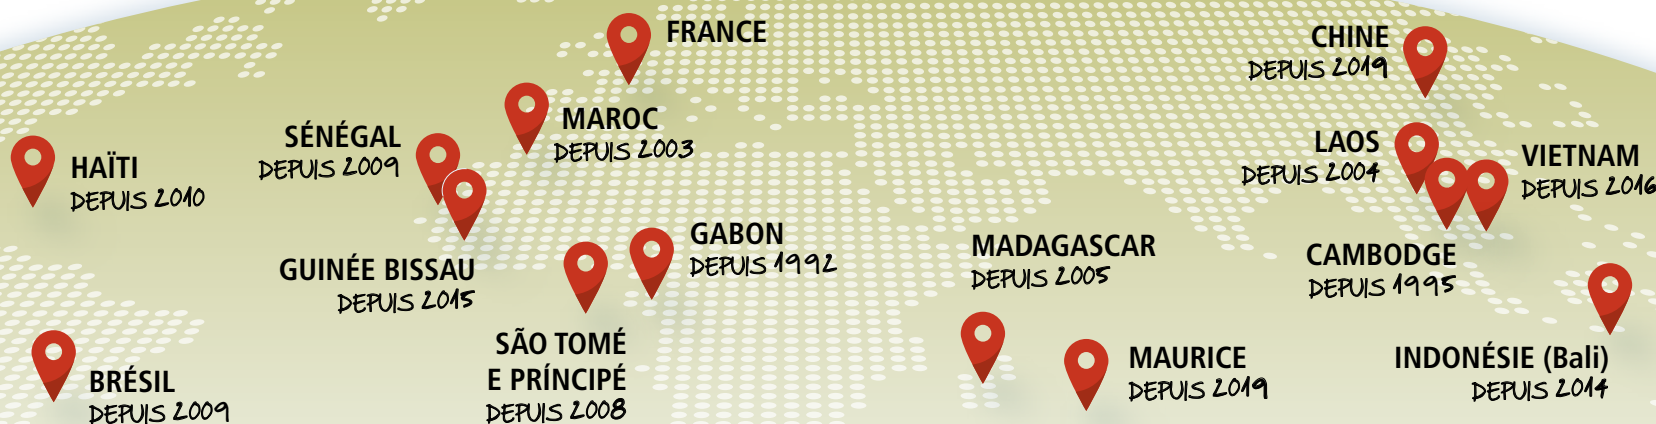 FRANCE
CHINE
DEPUIS 2019
MAROC
DEPUIS 2003
SÉNÉGAL
DEPUIS 2009
HAÏTI
DEPUIS 2010
LAOS
DEPUIS 2004
VIETNAM
DEPUIS 2016
GABON
DEPUIS 1992
MADAGASCAR
DEPUIS 2005
CAMBODGE
DEPUIS 1995
GUINÉE BISSAU
DEPUIS 2015
SÃO TOMÉ
E PRÍNCIPÉ
DEPUIS 2008
MAURICE
DEPUIS 2019
INDONÉSIE (Bali)
DEPUIS 2014
BRÉSIL
DEPUIS 2009